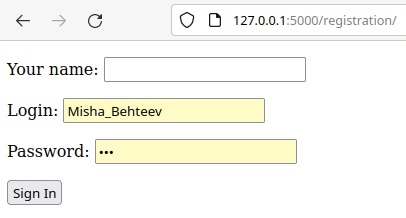 127.0.0.1:5000/registration/
Your name:
Login: Misha_Behteev
Password: •••
Sign In